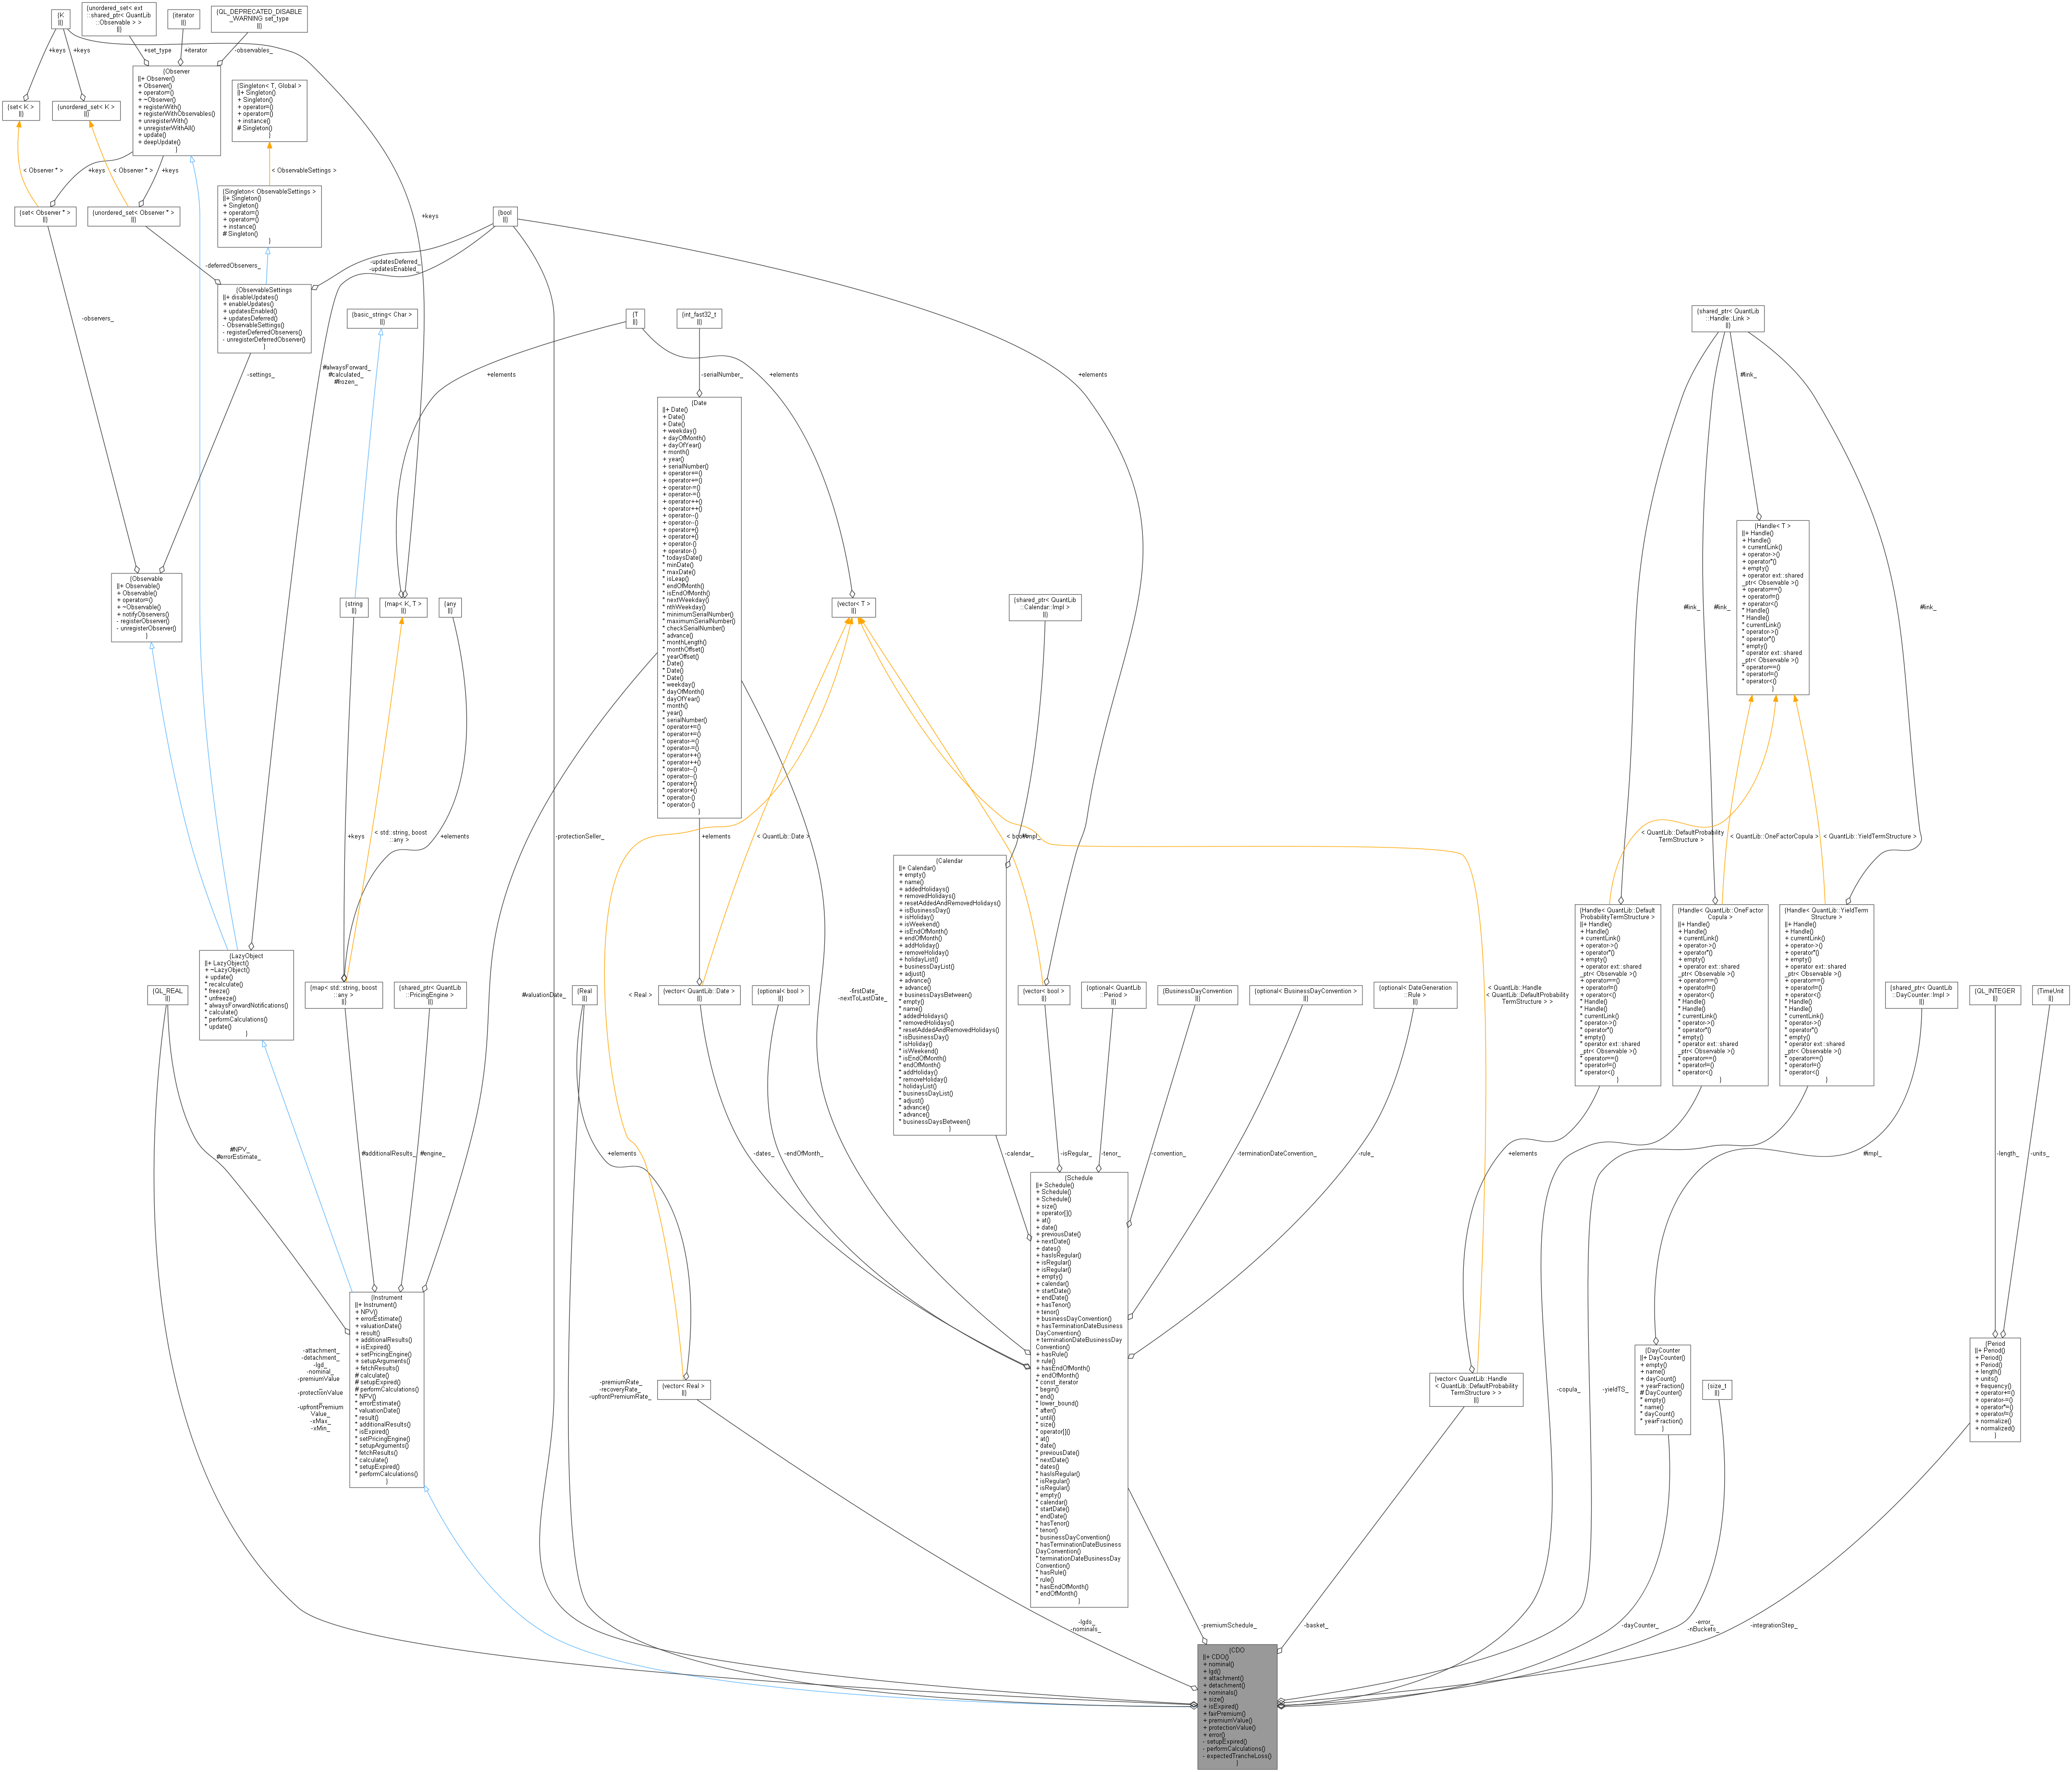 {K
||}
{unordered_set< ext
::shared_ptr< QuantLib
::Observable > >
||}
{iterator
||}
{QL_DEPRECATED_DISABLE
_WARNING set_type
||}
+keys
+keys
+set_type
+iterator
-observables_
{Observer
||+ Observer()
+ Observer()
+ operator=()
+ ~Observer()
+ registerWith()
+ registerWithObservables()
+ unregisterWith()
+ unregisterWithAll()
+ update()
+ deepUpdate()
}
{Singleton< T, Global >
||+ Singleton()
+ Singleton()
+ operator=()
+ operator=()
+ instance()
# Singleton()
}
{set< K >
||}
{unordered_set< K >
||}
< Observer * >
+keys
< Observer * >
+keys
< ObservableSettings >
{Singleton< ObservableSettings >
||+ Singleton()
+ Singleton()
+ operator=()
+ operator=()
+ instance()
# Singleton()
}
{set< Observer * >
||}
{unordered_set< Observer * >
||}
{bool
||}
+keys
-deferredObservers_
-updatesDeferred_
-updatesEnabled_
{ObservableSettings
||+ disableUpdates()
+ enableUpdates()
+ updatesEnabled()
+ updatesDeferred()
- ObservableSettings()
- registerDeferredObservers()
- unregisterDeferredObserver()
}
-observers_
{basic_string< Char >
||}
{T
||}
{int_fast32_t
||}
{shared_ptr< QuantLib
::Handle::Link >
||}
-settings_
#alwaysForward_
#calculated_
#frozen_
+elements
-serialNumber_
+elements
+elements
#link_
{Date
||+ Date()
+ Date()
+ Date()
+ weekday()
+ dayOfMonth()
+ dayOfYear()
+ month()
+ year()
+ serialNumber()
+ operator+=()
+ operator+=()
+ operator-=()
+ operator-=()
+ operator++()
+ operator++()
+ operator--()
+ operator--()
+ operator+()
+ operator+()
+ operator-()
+ operator-()
* todaysDate()
* minDate()
* maxDate()
* isLeap()
* endOfMonth()
* isEndOfMonth()
* nextWeekday()
* nthWeekday()
* minimumSerialNumber()
* maximumSerialNumber()
* checkSerialNumber()
* advance()
* monthLength()
* monthOffset()
* yearOffset()
* Date()
* Date()
* Date()
* weekday()
* dayOfMonth()
* dayOfYear()
* month()
* year()
* serialNumber()
* operator+=()
* operator+=()
* operator-=()
* operator-=()
* operator++()
* operator++()
* operator--()
* operator--()
* operator+()
* operator+()
* operator-()
* operator-()
}
{Handle< T >
||+ Handle()
+ Handle()
+ currentLink()
+ operator->()
+ operator*()
+ empty()
+ operator ext::shared
_ptr< Observable >()
+ operator==()
+ operator!=()
+ operator<()
* Handle()
* currentLink()
* operator->()
* operator*()
* empty()
* operator ext::shared
_ptr< Observable >()
* operator==()
* operator!=()
* operator<()
}
{Observable
||+ Observable()
+ Observable()
+ operator=()
+ ~Observable()
+ notifyObservers()
- registerObserver()
- unregisterObserver()
}
{string
||}
{map< K, T >
||}
{any
||}
{vector< T >
||}
{shared_ptr< QuantLib
::Calendar::Impl >
||}
#link_
#link_
#link_
+keys
< std::string, boost
::any >
+elements
-protectionSeller_
+elements
< QuantLib::Date >
< bool >
#impl_
< QuantLib::DefaultProbability
TermStructure >
< QuantLib::OneFactorCopula >
< QuantLib::YieldTermStructure >
{Calendar
||+ Calendar()
+ empty()
+ name()
+ addedHolidays()
+ removedHolidays()
+ resetAddedAndRemovedHolidays()
+ isBusinessDay()
+ isHoliday()
+ isWeekend()
+ isEndOfMonth()
+ endOfMonth()
+ addHoliday()
+ removeHoliday()
+ holidayList()
+ businessDayList()
+ adjust()
+ advance()
+ advance()
+ businessDaysBetween()
* empty()
* name()
* addedHolidays()
* removedHolidays()
* resetAddedAndRemovedHolidays()
* isBusinessDay()
* isHoliday()
* isWeekend()
* isEndOfMonth()
* endOfMonth()
* addHoliday()
* removeHoliday()
* holidayList()
* businessDayList()
* adjust()
* advance()
* advance()
* businessDaysBetween()
}
{Handle< QuantLib::Default
ProbabilityTermStructure >
||+ Handle()
+ Handle()
+ currentLink()
+ operator->()
+ operator*()
+ empty()
+ operator ext::shared
_ptr< Observable >()
+ operator==()
+ operator!=()
+ operator<()
* Handle()
* Handle()
* currentLink()
* operator->()
* operator*()
* empty()
* operator ext::shared
_ptr< Observable >()
* operator==()
* operator!=()
* operator<()
}
{Handle< QuantLib::OneFactor
Copula >
||+ Handle()
+ Handle()
+ currentLink()
+ operator->()
+ operator*()
+ empty()
+ operator ext::shared
_ptr< Observable >()
+ operator==()
+ operator!=()
+ operator<()
* Handle()
* Handle()
* currentLink()
* operator->()
* operator*()
* empty()
* operator ext::shared
_ptr< Observable >()
* operator==()
* operator!=()
* operator<()
}
{Handle< QuantLib::YieldTerm
Structure >
||+ Handle()
+ Handle()
+ currentLink()
+ operator->()
+ operator*()
+ empty()
+ operator ext::shared
_ptr< Observable >()
+ operator==()
+ operator!=()
+ operator<()
* Handle()
* Handle()
* currentLink()
* operator->()
* operator*()
* empty()
* operator ext::shared
_ptr< Observable >()
* operator==()
* operator!=()
* operator<()
}
{LazyObject
||+ LazyObject()
+ ~LazyObject()
+ update()
+ recalculate()
+ freeze()
+ unfreeze()
+ alwaysForwardNotifications()
* calculate()
* performCalculations()
* update()
}
{QL_REAL
||}
{map< std::string, boost
::any >
||}
{shared_ptr< QuantLib
::PricingEngine >
||}
#valuationDate_
{Real
||}
< Real >
{vector< QuantLib::Date >
||}
{optional< bool >
||}
-firstDate_
-nextToLastDate_
{vector< bool >
||}
{optional< QuantLib
::Period >
||}
{BusinessDayConvention
||}
{optional< BusinessDayConvention >
||}
{optional< DateGeneration
::Rule >
||}
< QuantLib::Handle
< QuantLib::DefaultProbability
TermStructure > >
{shared_ptr< QuantLib
::DayCounter::Impl >
||}
{QL_INTEGER
||}
{TimeUnit
||}
#NPV_
#errorEstimate_
#additionalResults_
#engine_
+elements
-dates_
-endOfMonth_
-calendar_
-isRegular_
-tenor_
-convention_
-terminationDateConvention_
-rule_
+elements
#impl_
-length_
-units_
{Schedule
||+ Schedule()
+ Schedule()
+ Schedule()
+ size()
+ operator[]()
+ at()
+ date()
+ previousDate()
+ nextDate()
+ dates()
+ hasIsRegular()
+ isRegular()
+ isRegular()
+ empty()
+ calendar()
+ startDate()
+ endDate()
+ hasTenor()
+ tenor()
+ businessDayConvention()
+ hasTerminationDateBusiness
DayConvention()
+ terminationDateBusinessDay
Convention()
+ hasRule()
+ rule()
+ hasEndOfMonth()
+ endOfMonth()
* const_iterator
* begin()
* end()
* lower_bound()
* after()
* until()
* size()
* operator[]()
* at()
* date()
* previousDate()
* nextDate()
* dates()
* hasIsRegular()
* isRegular()
* isRegular()
* empty()
* calendar()
* startDate()
* endDate()
* hasTenor()
* tenor()
* businessDayConvention()
* hasTerminationDateBusiness
DayConvention()
* terminationDateBusinessDay
Convention()
* hasRule()
* rule()
* hasEndOfMonth()
* endOfMonth()
}
{Instrument
||+ Instrument()
+ NPV()
+ errorEstimate()
+ valuationDate()
+ result()
+ additionalResults()
+ isExpired()
+ setPricingEngine()
+ setupArguments()
+ fetchResults()
# calculate()
# setupExpired()
# performCalculations()
* NPV()
* errorEstimate()
* valuationDate()
* result()
* additionalResults()
* isExpired()
* setPricingEngine()
* setupArguments()
* fetchResults()
* calculate()
* setupExpired()
* performCalculations()
}
-attachment_
-detachment_
-lgd_
-nominal_
-premiumValue
_
-protectionValue
_
-upfrontPremium
Value_
-xMax_
-xMin_
-premiumRate_
-recoveryRate_
-upfrontPremiumRate_
{vector< Real >
||}
{vector< QuantLib::Handle
< QuantLib::DefaultProbability
TermStructure > >
||}
-copula_
-yieldTS_
{DayCounter
||+ DayCounter()
+ empty()
+ name()
+ dayCount()
+ yearFraction()
# DayCounter()
* empty()
* name()
* dayCount()
* yearFraction()
}
{size_t
||}
{Period
||+ Period()
+ Period()
+ Period()
+ length()
+ units()
+ frequency()
+ operator+=()
+ operator-=()
+ operator*=()
+ operator/=()
+ normalize()
+ normalized()
}
-lgds_
-nominals_
-premiumSchedule_
-basket_
-dayCounter_
-error_
-nBuckets_
-integrationStep_
{CDO
||+ CDO()
+ nominal()
+ lgd()
+ attachment()
+ detachment()
+ nominals()
+ size()
+ isExpired()
+ fairPremium()
+ premiumValue()
+ protectionValue()
+ error()
- setupExpired()
- performCalculations()
- expectedTrancheLoss()
}